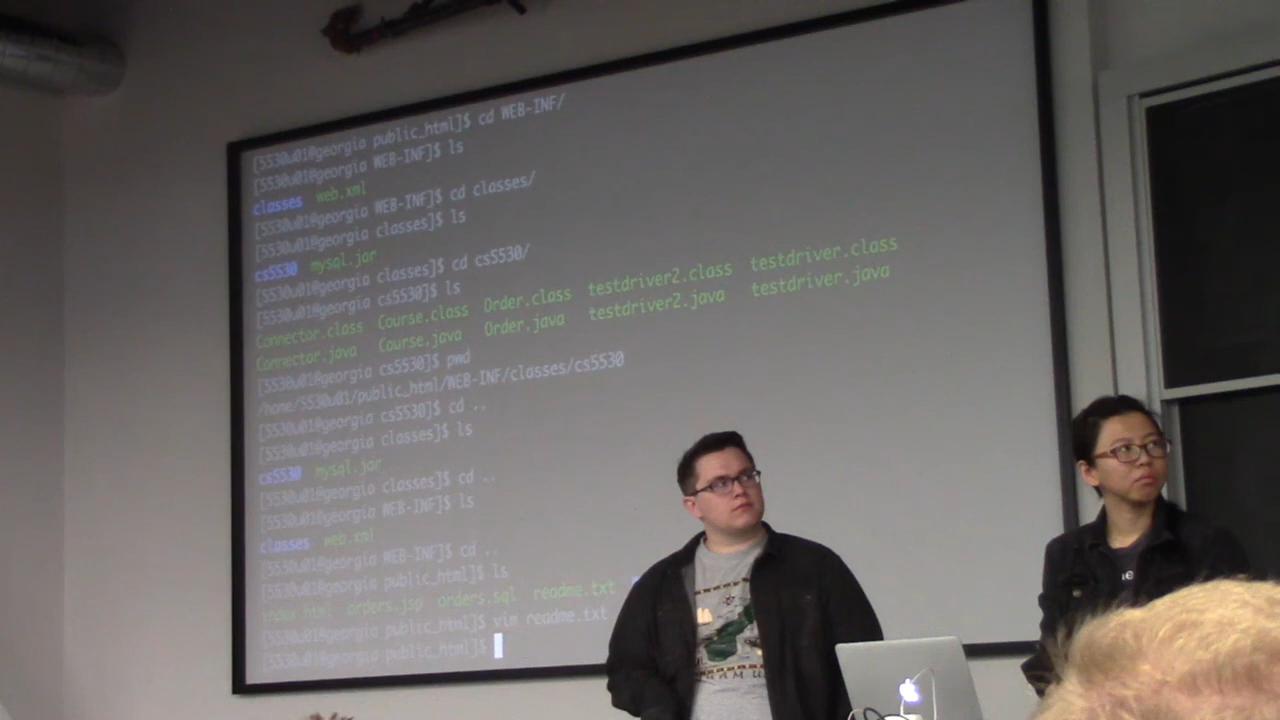 [5530u01@georgia public_html]$ cd WEB-INF/
[5530u01@georgia WEB-INF]$ ls
classes web.xml
[5530u01@georgia WEB-INF]$ cd classes/
[5530u01@georgia classes]$ ls
cs5530 mysql.jar
[5530u01@georgia classes]$ cd cs5530/
[5530u01@georgia cs5530]$ ls
Connector.class Course.class Order.class testdriver2.class testdriver.class
Connector.java Course.java Order.java testdriver2.java testdriver.java
[5530u01@georgia cs5530]$ pwd
/home/5530u01/public_html/WEB-INF/classes/cs5530
[5530u01@georgia cs5530]$ cd ..
[5530u01@georgia classes]$ ls
cs5530 mysql.jar
[5530u01@georgia classes]$ cd ..
[5530u01@georgia WEB-INF]$ ls
classes web.xml
[5530u01@georgia WEB-INF]$ cd ..
[5530u01@georgia public_html]$ ls
index.html orders.jsp orders.sql readme.txt
[5530u01@georgia public_html]$ vim readme.txt
[5530u01@georgia public_html]$